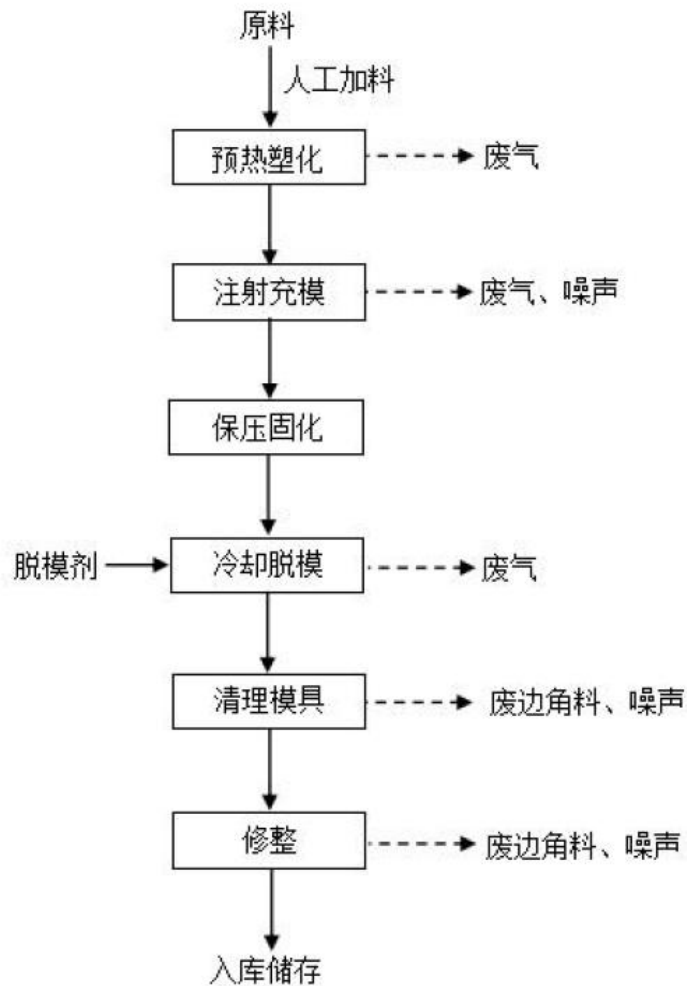 原料
人工加料
预热塑化
废气
注射充模
废气、噪声
保压固化
脱模剂
冷却脱模
废气
清理模具
废边角料、噪声
修整
废边角料、噪声
入库储存